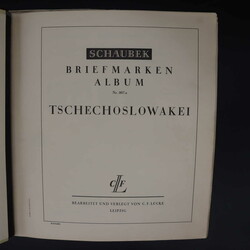 SCHAUBEK
BRIEFMARKEN
ALBUM
TSCHECHOSLOWAKEI
BEARBEITET UND VERLEGT VON C. F. LÜCKE
LEIPZIG